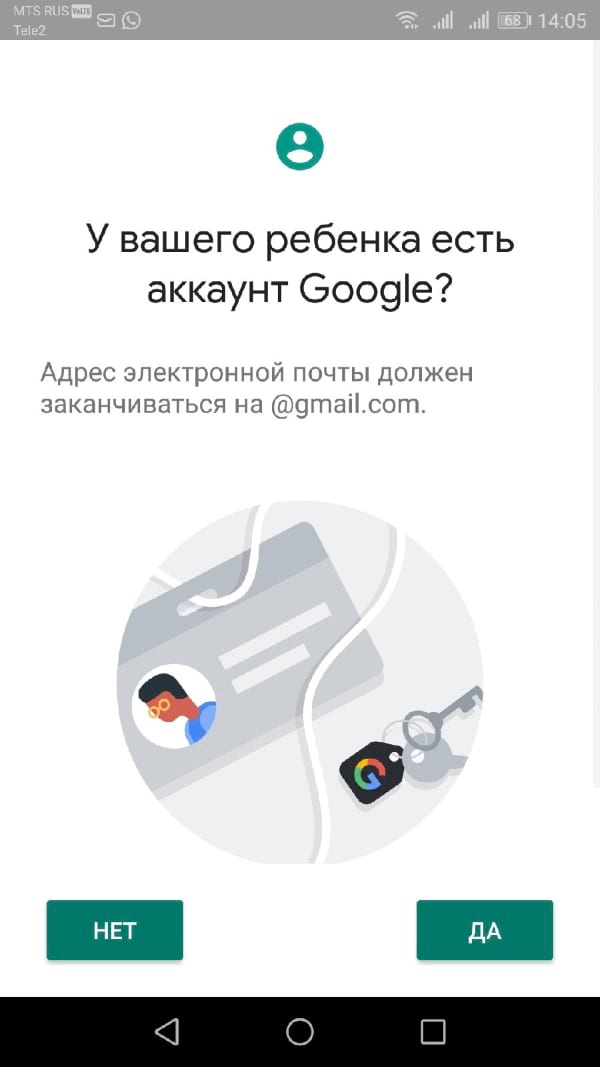 MTS RUS VoLTE
Tele2
68 14:05
У вашего ребенка есть
аккаунт Google?
Адрес электронной почты должен
заканчиваться на @gmail.com.
G
НЕТ
ДА